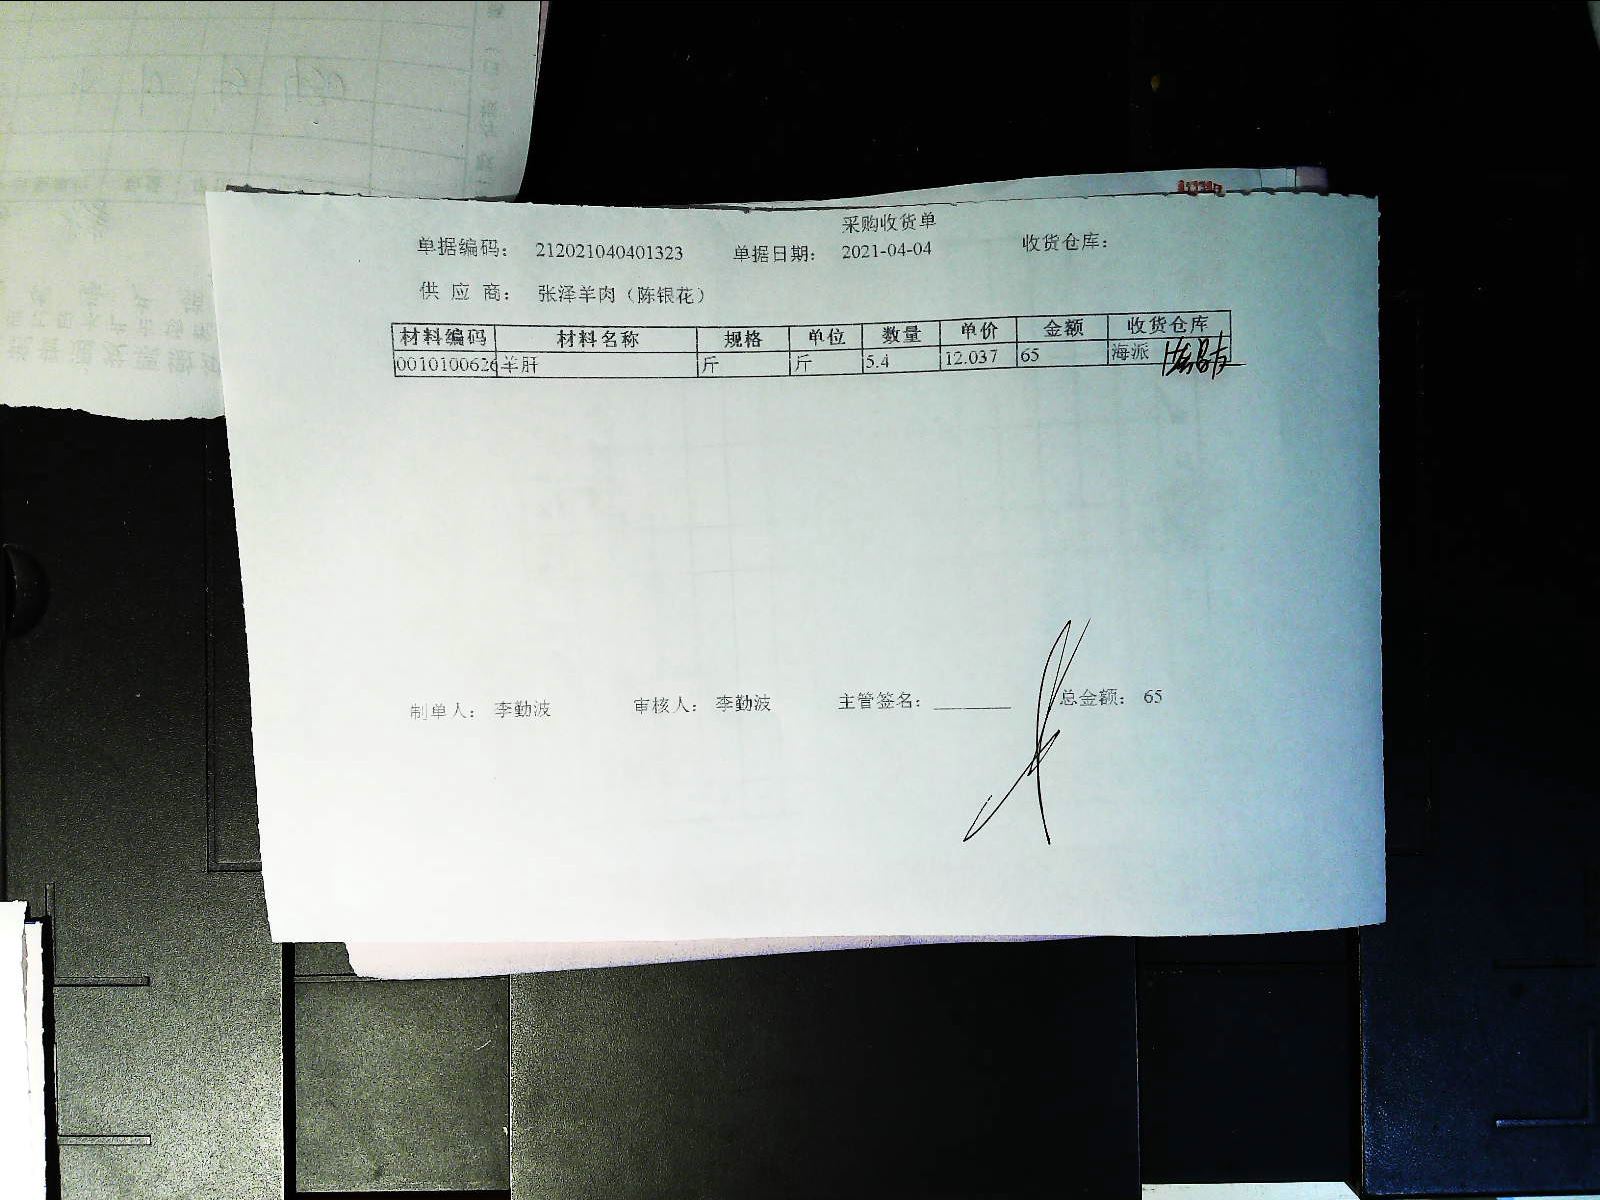 采购收货单
单据编码： 212021040401323 单据日期： 2021-04-04 收货仓库：
供 应 商： 张泽羊肉（陈银花）
材料编码 材料名称 规格 单位 数量 单价 金额 收货仓库
0010100626 羊肝 斤 斤 5.4 12.037 65 海派
制单人： 李勤波 审核人： 李勤波 主管签名：________ 总金额： 65